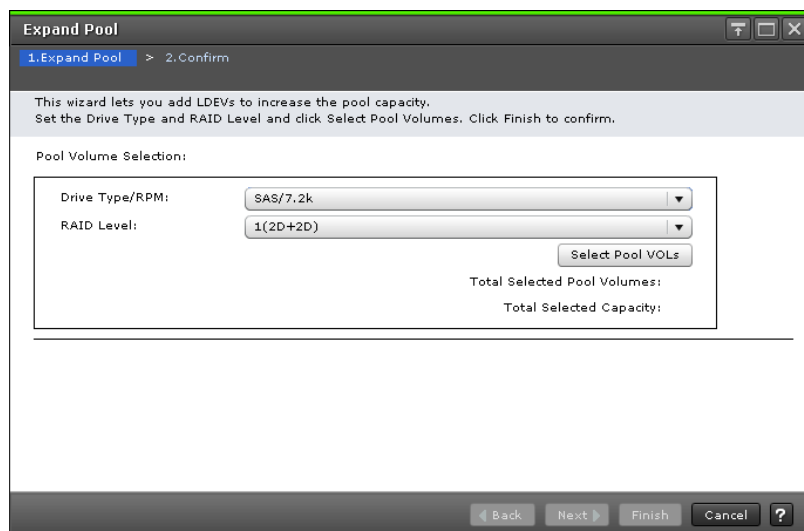 Expand Pool
1.Expand Pool > 2.Confirm
This wizard lets you add LDEVs to increase the pool capacity.
Set the Drive Type and RAID Level and click Select Pool Volumes. Click Finish to confirm.
Pool Volume Selection:
Drive Type/RPM: SAS/7.2k
RAID Level: 1(2D+2D)
Select Pool VOLs
Total Selected Pool Volumes:
Total Selected Capacity:
Back Next Finish Cancel ?